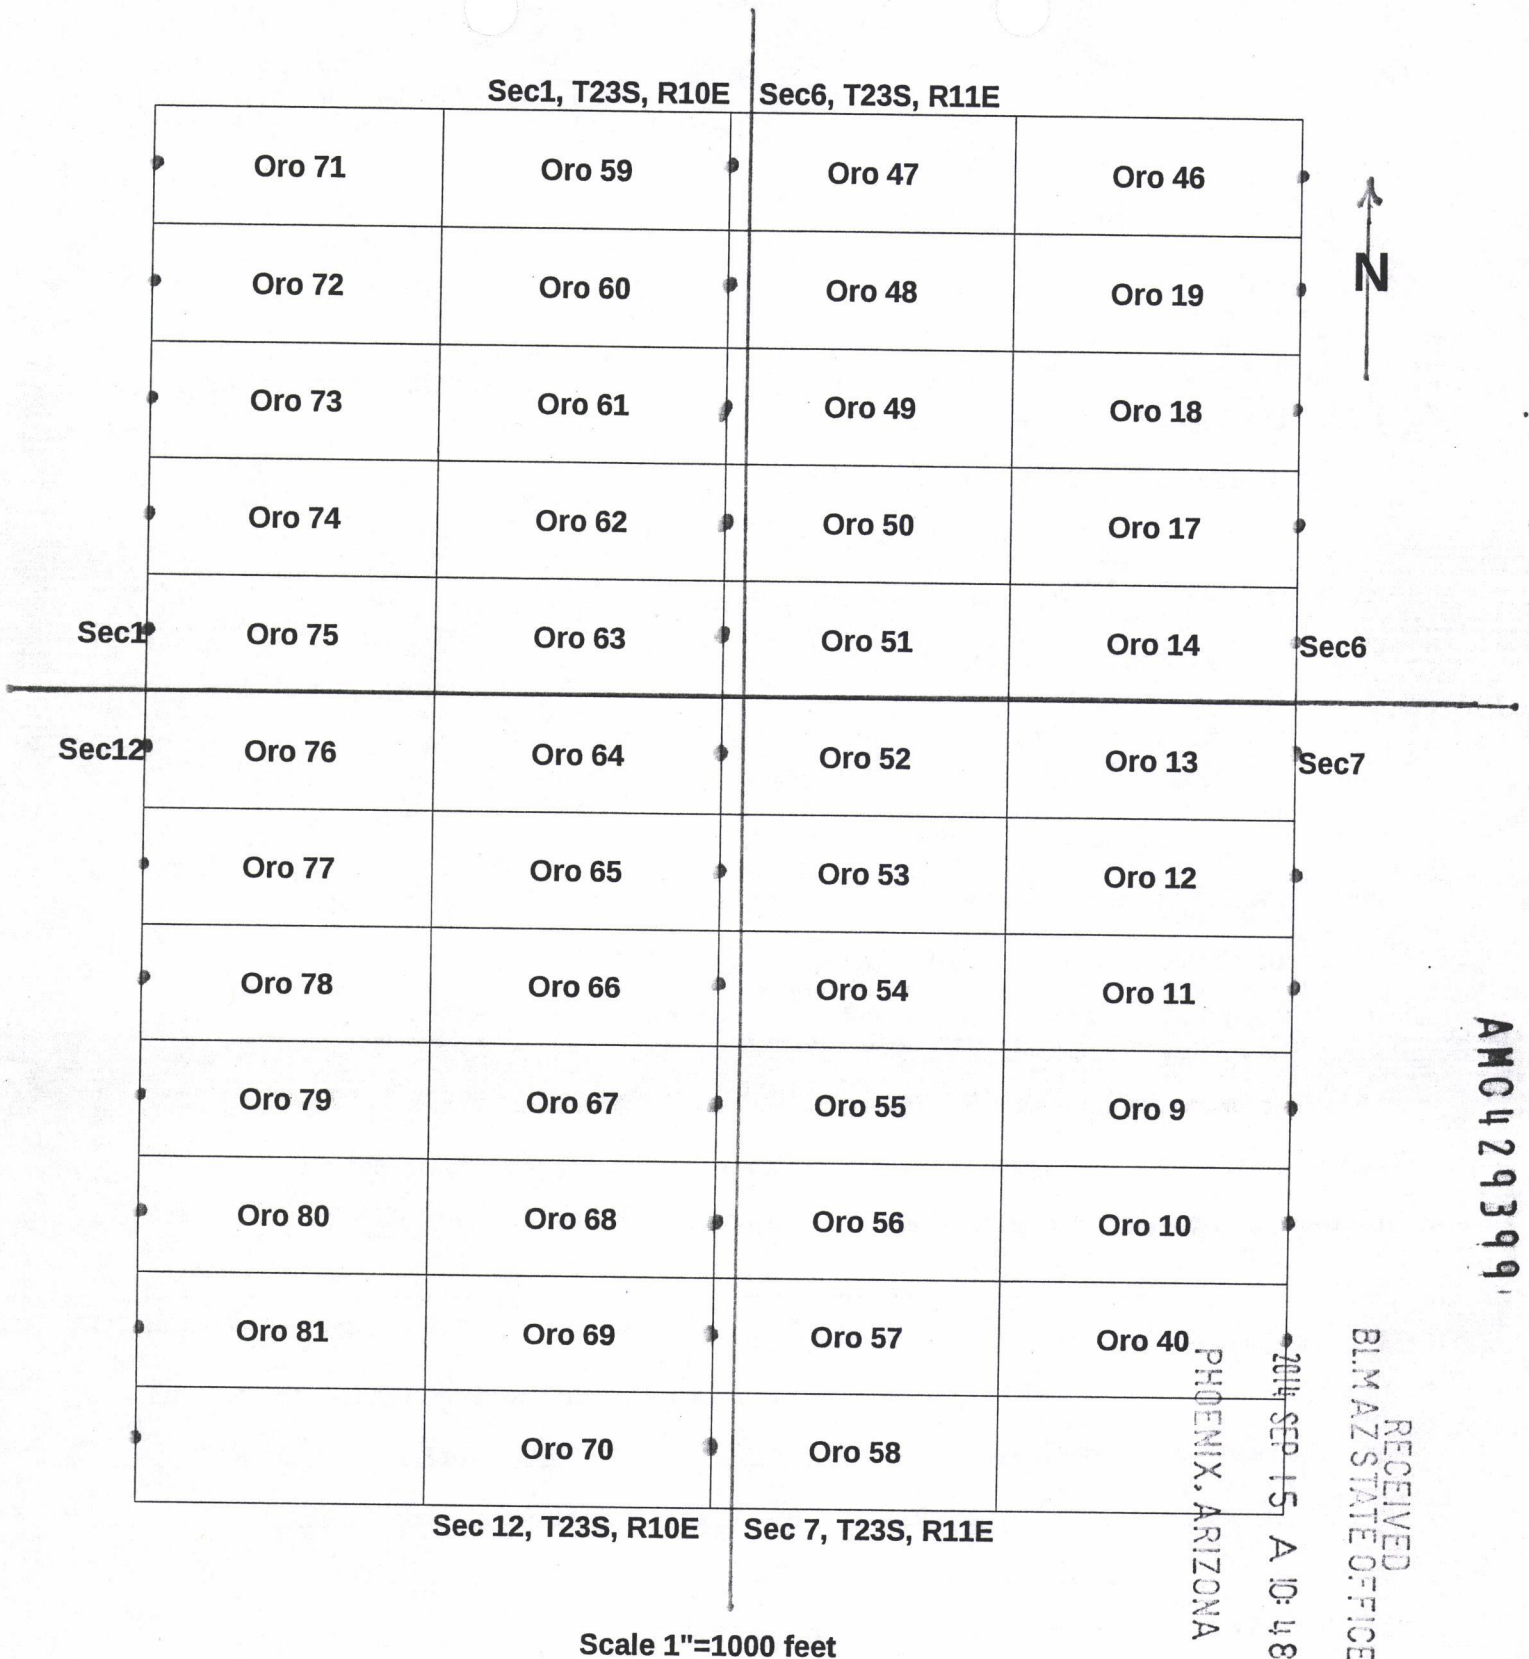 Sec1, T23S, R10E Sec6, T23S, R11E
Oro 71 Oro 59 Oro 47 Oro 46
Oro 72 Oro 60 Oro 48 Oro 19
N
Oro 73 Oro 61 Oro 49 Oro 18
Oro 74 Oro 62 Oro 50 Oro 17
Sec1 Oro 75 Oro 63 Oro 51 Oro 14 Sec6
Sec12 Oro 76 Oro 64 Oro 52 Oro 13 Sec7
Oro 77 Oro 65 Oro 53 Oro 12
Oro 78 Oro 66 Oro 54 Oro 11
Oro 79 Oro 67 Oro 55 Oro 9
Oro 80 Oro 68 Oro 56 Oro 10
Oro 81 Oro 69 Oro 57 Oro 40
Oro 70 Oro 58
Sec 12, T23S, R10E Sec 7, T23S, R11E
Scale 1"=1000 feet
AMC429399
RECEIVED
BLM AZ STATE OFFICE
2014 SEP 15 A 10:48
PHOENIX, ARIZONA